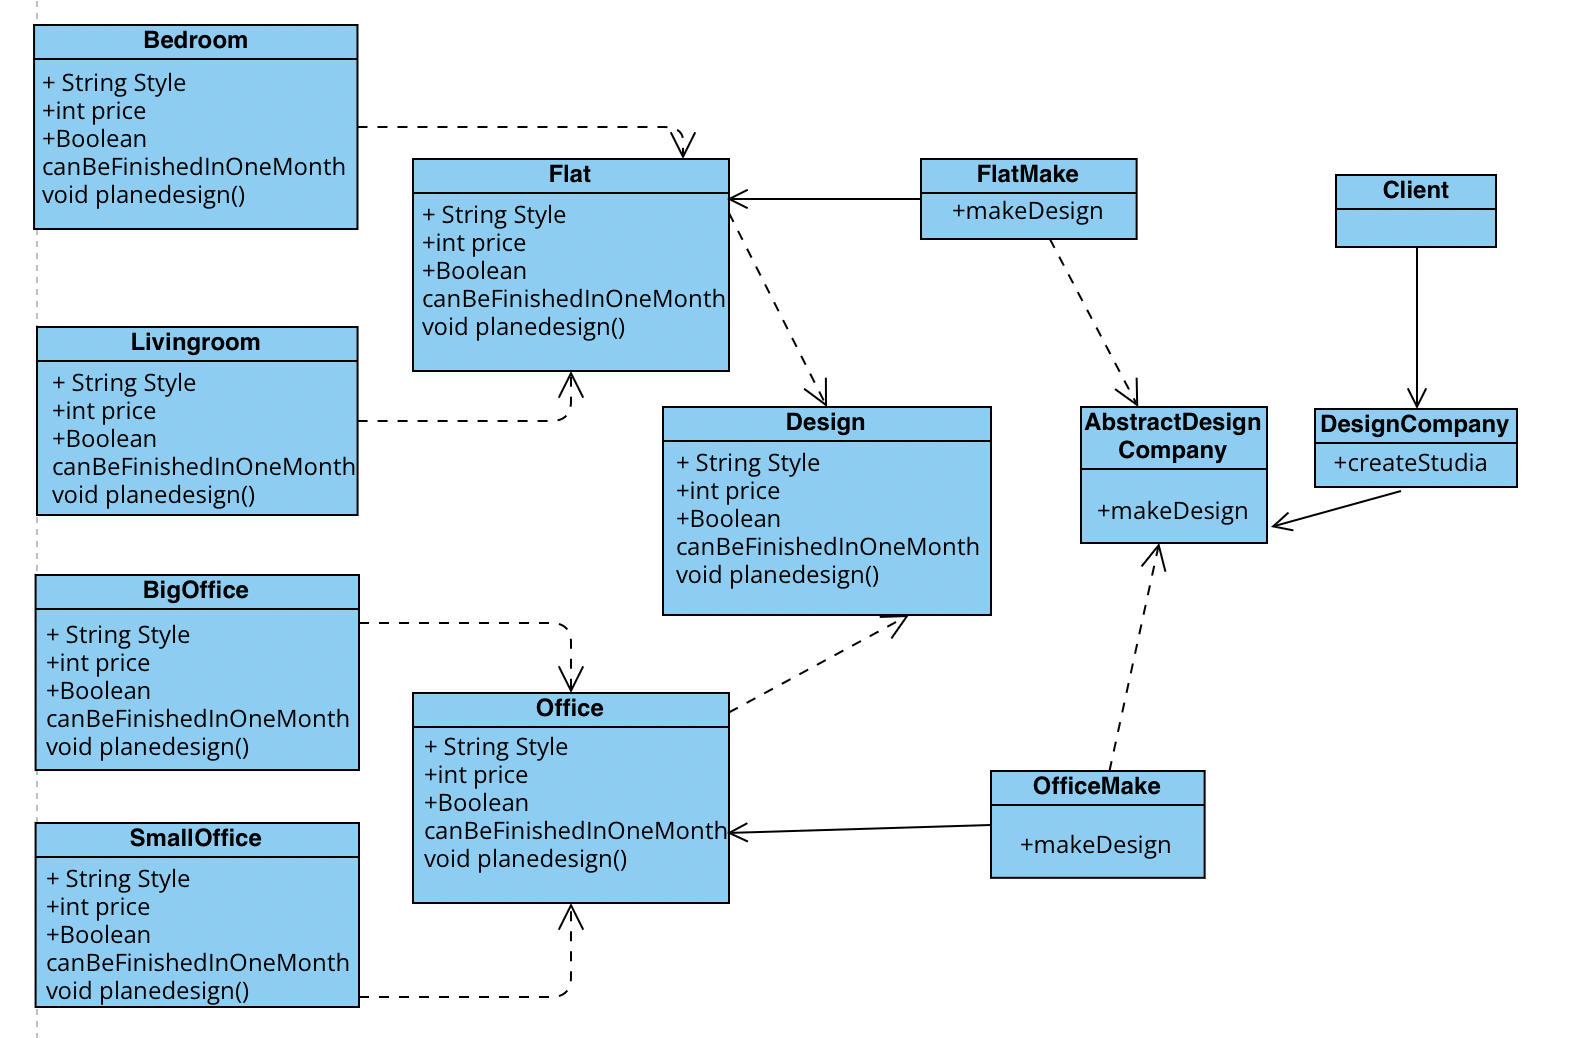 Bedroom
+ String Style
+int price
+Boolean
canBeFinishedInOneMonth
void planedesign()
Flat
+ String Style
+int price
+Boolean
canBeFinishedInOneMonth
void planedesign()
FlatMake
+makeDesign
Client
Livingroom
+ String Style
+int price
+Boolean
canBeFinishedInOneMonth
void planedesign()
Design
+ String Style
+int price
+Boolean
canBeFinishedInOneMonth
void planedesign()
AbstractDesign
Company
+makeDesign
DesignCompany
+createStudia
BigOffice
+ String Style
+int price
+Boolean
canBeFinishedInOneMonth
void planedesign()
Office
+ String Style
+int price
+Boolean
canBeFinishedInOneMonth
void planedesign()
OfficeMake
+makeDesign
SmallOffice
+ String Style
+int price
+Boolean
canBeFinishedInOneMonth
void planedesign()